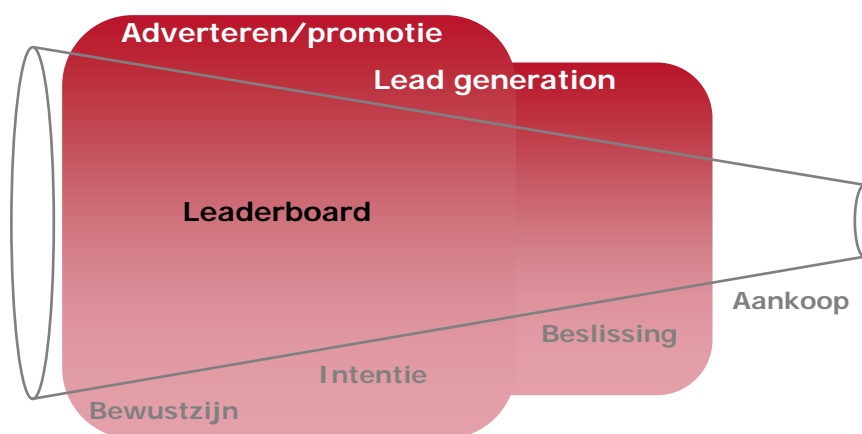 Adverteren/promotie
Lead generation
Leaderboard
Aankoop
Beslissing
Intentie
Bewustzijn